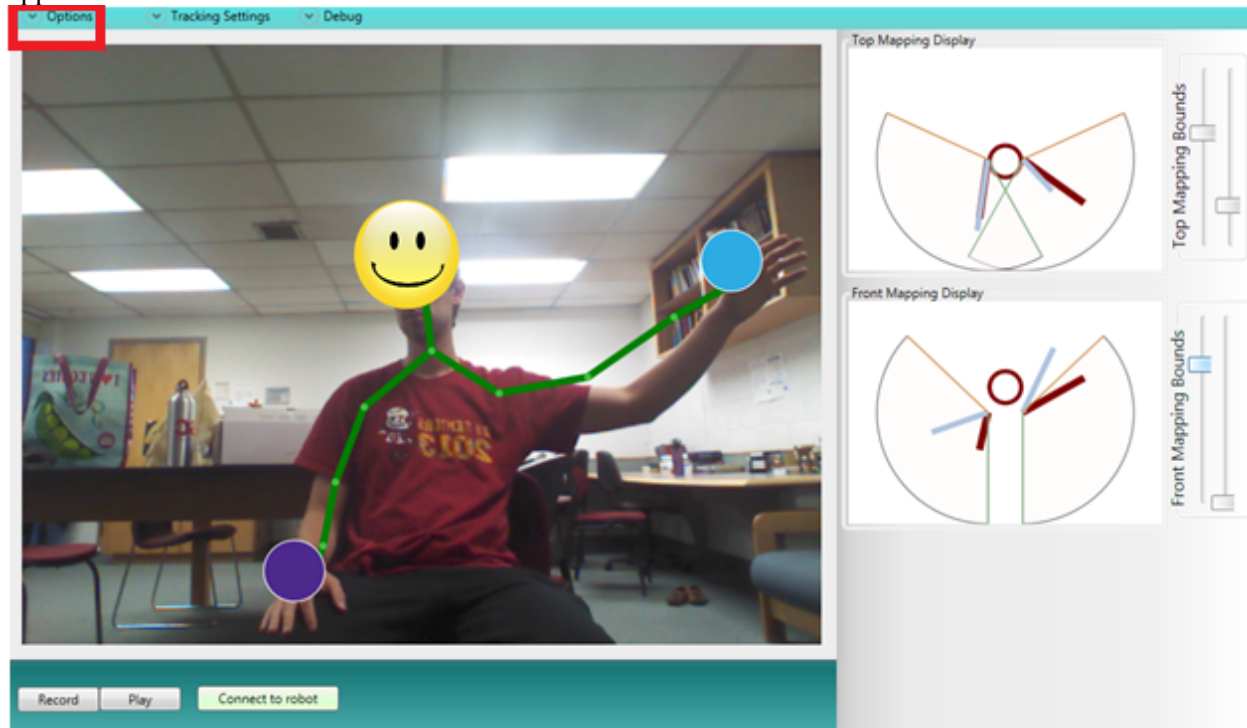 Options
Tracking Settings
Debug
Top Mapping Display
Top Mapping Bounds
Front Mapping Display
Front Mapping Bounds
2013
Record
Play
Connect to robot